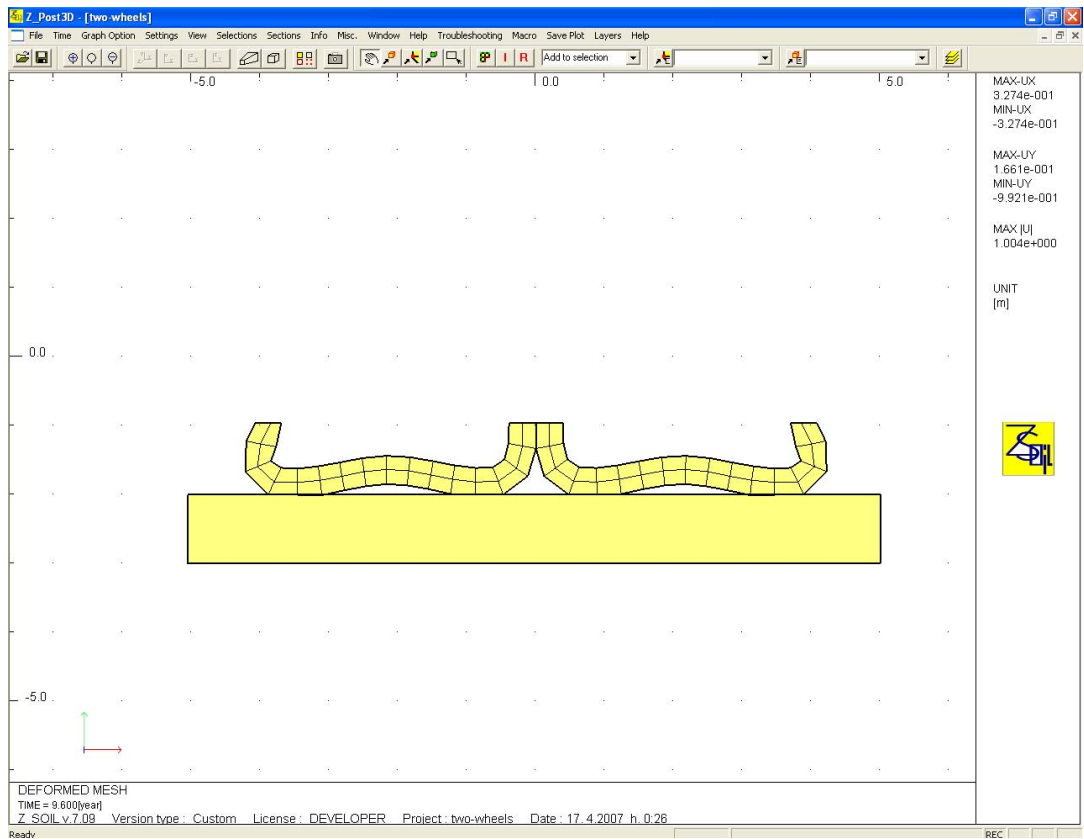 Z_Post3D - [two-wheels]
File Time Graph Option Settings View Selections Sections Info Misc. Window Help Troubleshooting Macro Save Plot Layers Help
I R Add to selection
-5.0 0.0 5.0
MAX-UX
3.274e-001
MIN-UX
-3.274e-001
MAX-UY
1.661e-001
MIN-UY
-9.921e-001
MAX |U|
1.004e+000
UNIT
[m]
0.0
ZSoil
-5.0
DEFORMED MESH
TIME = 9.600[year]
Z_SOIL v.7.09 Version type : Custom License : DEVELOPER Project : two-wheels Date : 17. 4.2007 h. 0:26
Ready REC